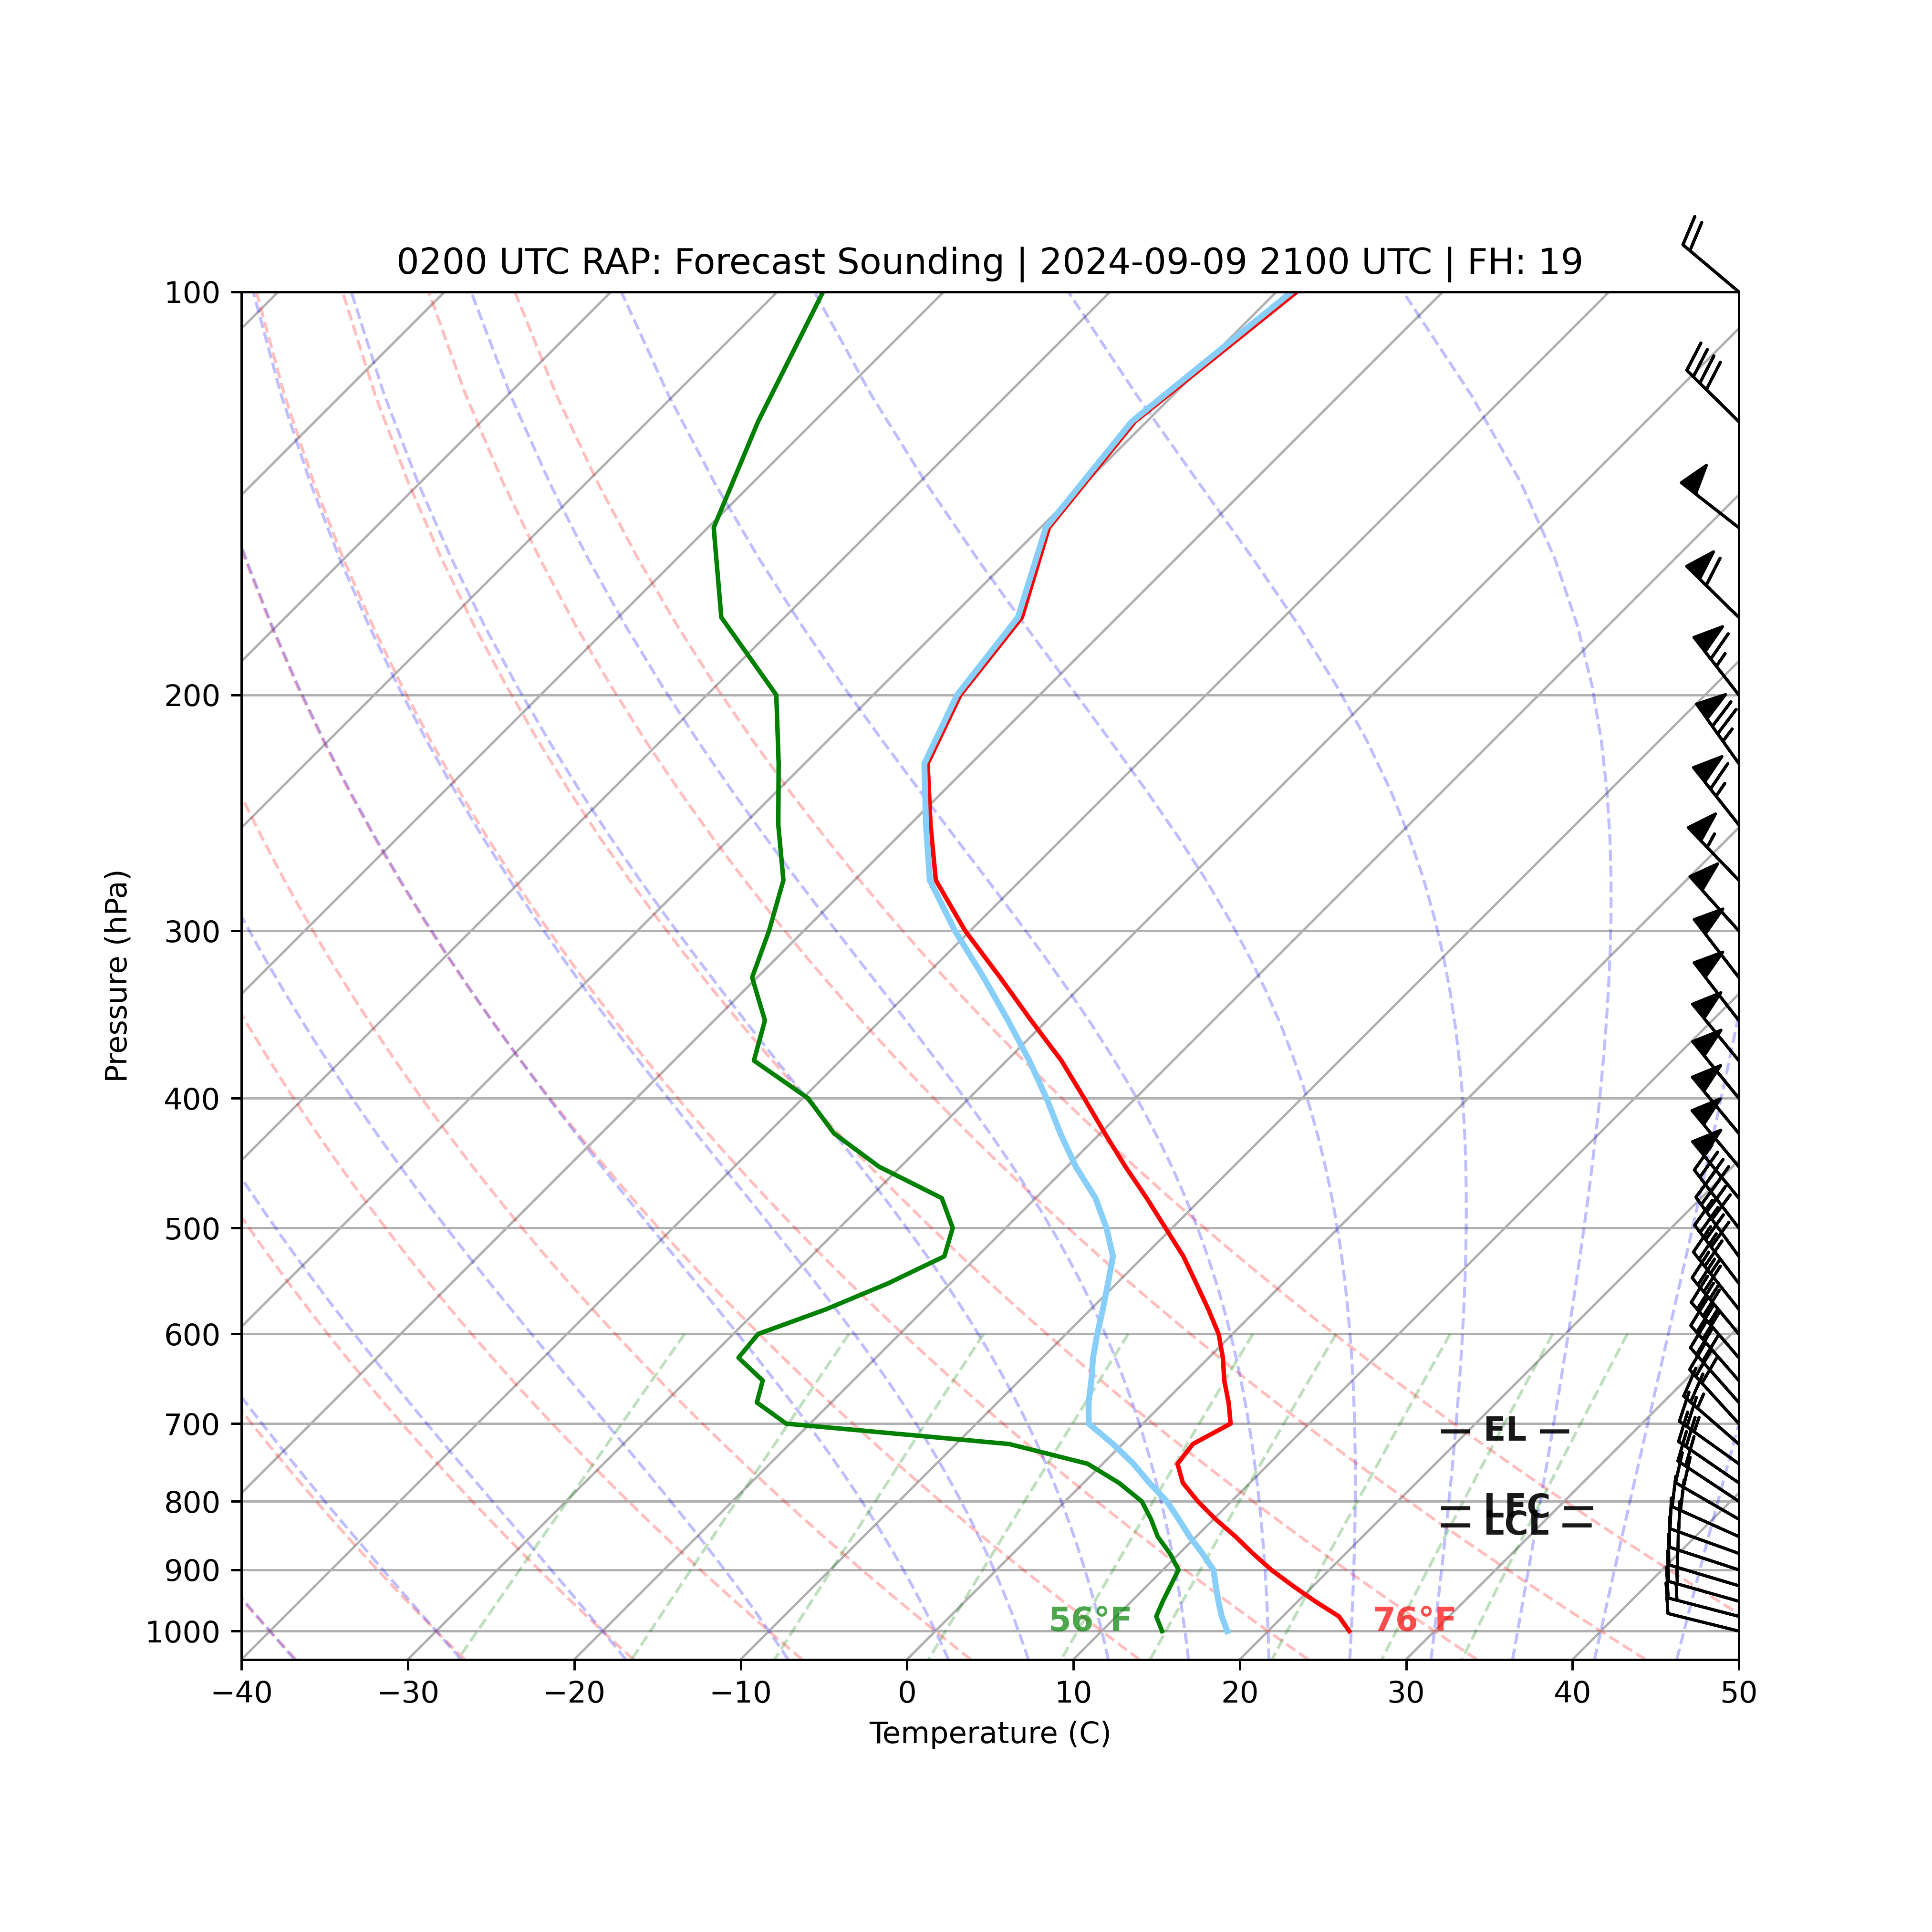 0200 UTC RAP: Forecast Sounding | 2024-09-09 2100 UTC | FH: 19
100
200
300
400
500
600
700
800
900
1000
Pressure (hPa)
EL
LFC
LCL
56°F
76°F
−40 −30 −20 −10 0 10 20 30 40 50
Temperature (C)